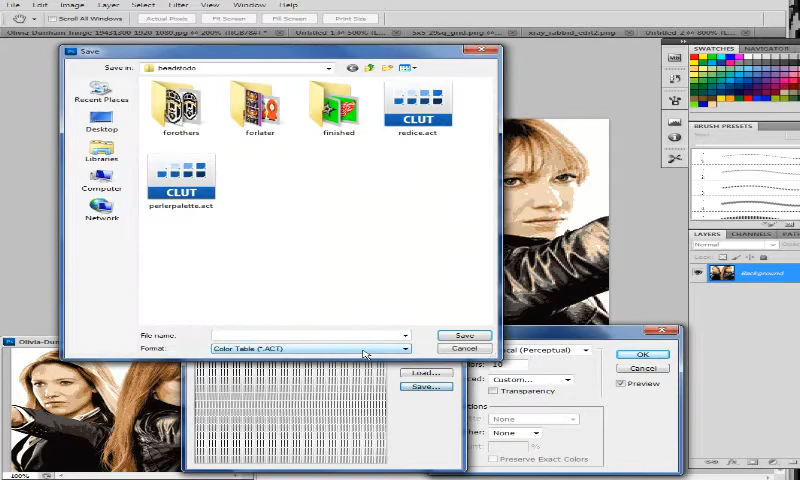 File Edit Image Layer Select Filter View Window Help
Scroll All Windows Actual Pixels Fit Screen Fill Screen Print Size
Save
Save in: beadstodo
Recent Places
Desktop
Libraries
Computer
Network
forothers
forlater
finished
CLUT
redice.act
CLUT
perlerpalette.act
File name:
Format: Color Table (*.ACT)
Save
Cancel
SWATCHES NAVIGATOR
BRUSH PRESETS
LAYERS CHANNELS
Normal
Background
Local (Perceptual)
Custom...
Transparency
None
None
%
Preserve Exact Colors
OK
Cancel
Preview
Load...
Save...
Olivia-Dun
100%